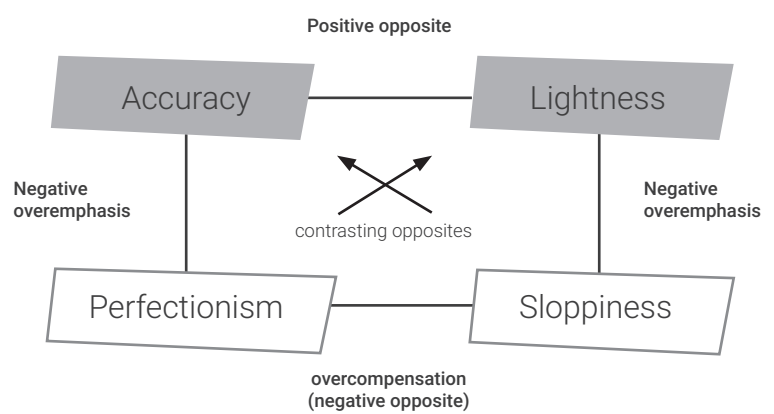 Positive opposite
Accuracy
Lightness
Negative
overemphasis
Negative
overemphasis
contrasting opposites
Perfectionism
Sloppiness
overcompensation
(negative opposite)